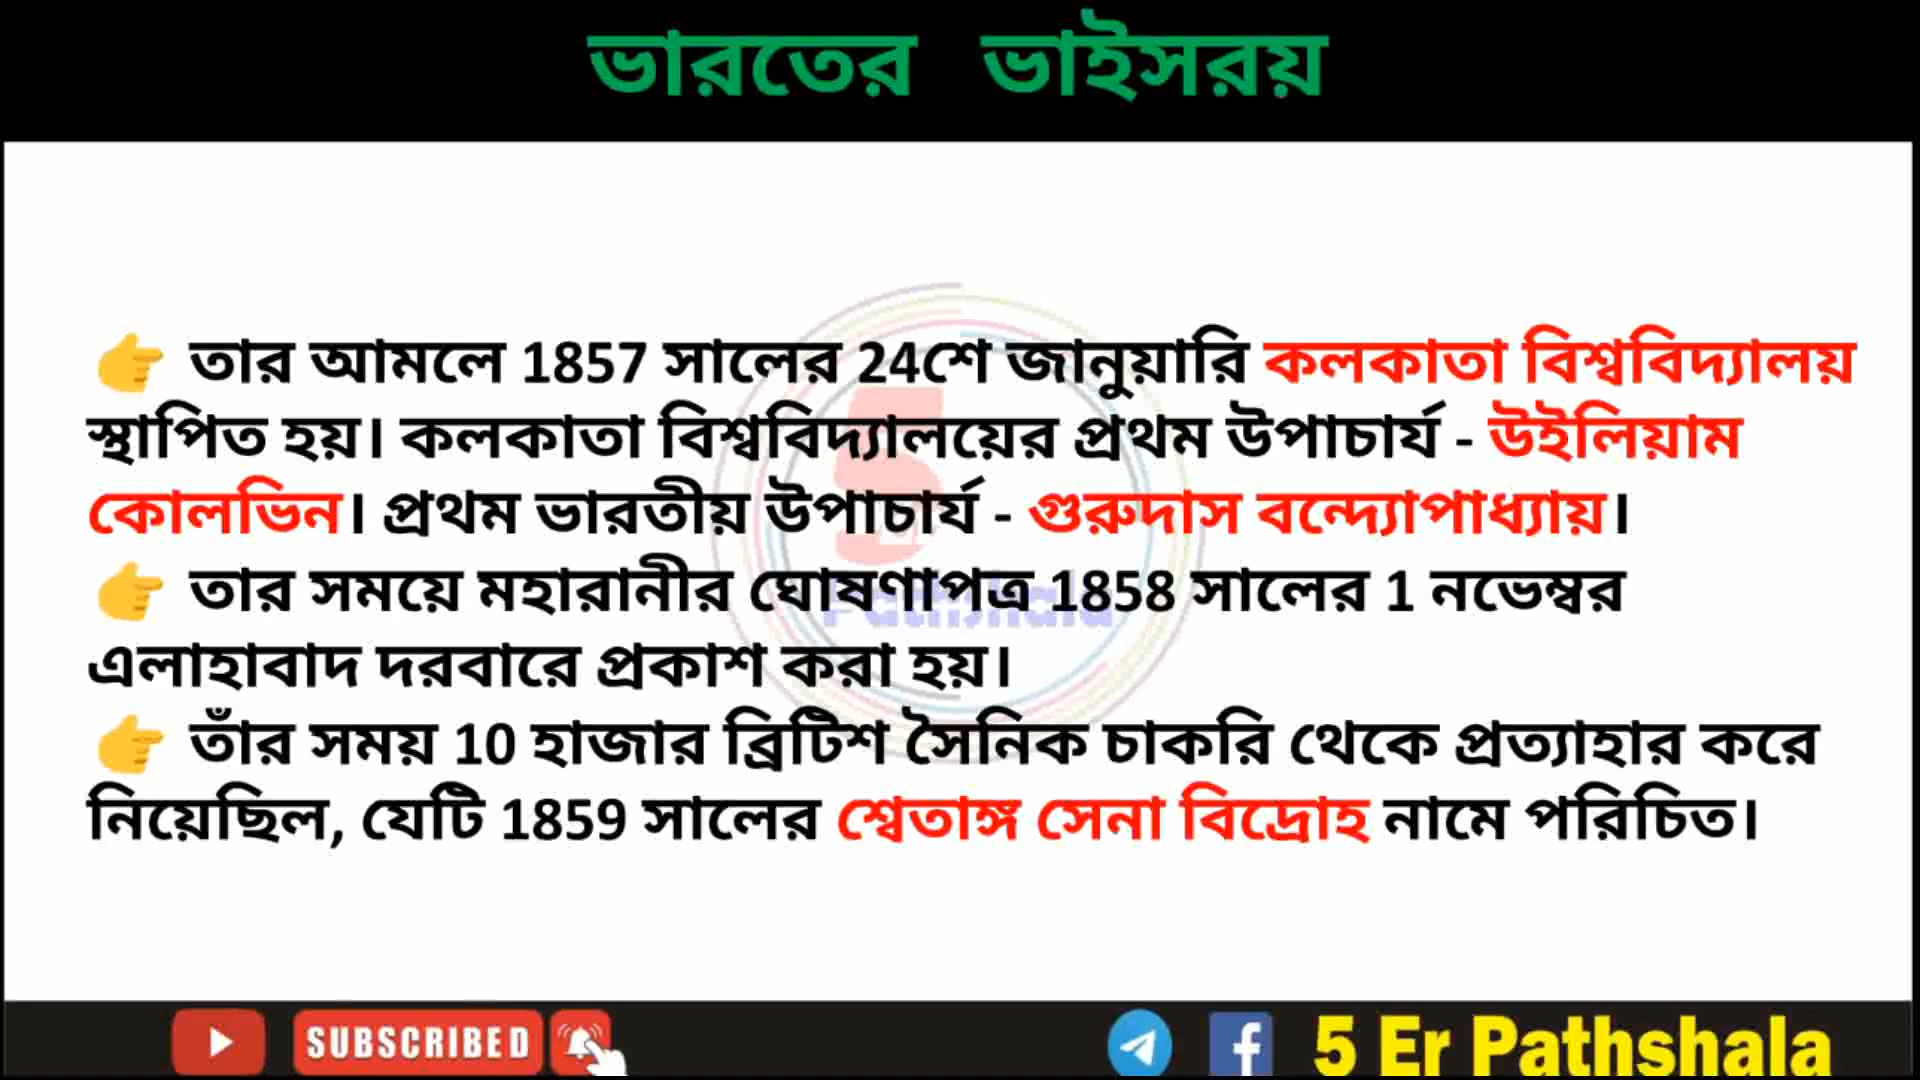 ভারতের ভাইসরয়
👉 তার আমলে 1857 সালের 24শে জানুয়ারি কলকাতা বিশ্ববিদ্যালয়
স্থাপিত হয়। কলকাতা বিশ্ববিদ্যালয়ের প্রথম উপাচার্য - উইলিয়াম
কোলভিন। প্রথম ভারতীয় উপাচার্য - গুরুদাস বন্দ্যোপাধ্যায়।
👉 তার সময়ে মহারানীর ঘোষণাপত্র 1858 সালের 1 নভেম্বর
এলাহাবাদ দরবারে প্রকাশ করা হয়।
👉 তাঁর সময় 10 হাজার ব্রিটিশ সৈনিক চাকরি থেকে প্রত্যাহার করে
নিয়েছিল, যেটি 1859 সালের শ্বেতাঙ্গ সেনা বিদ্রোহ নামে পরিচিত।
5
Pathshala
SUBSCRIBED
5 Er Pathshala